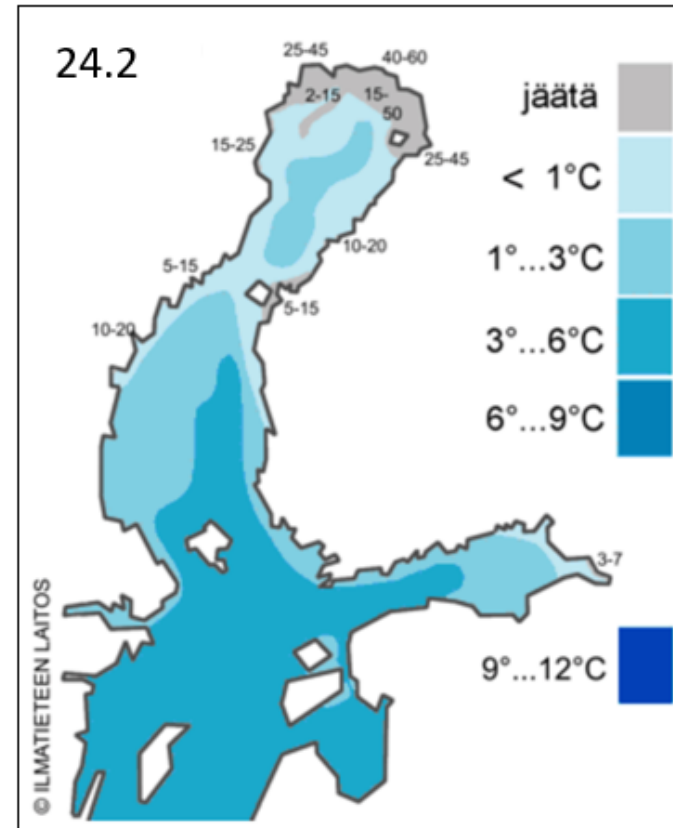 24.2
25-45
40-60
2-15
15-
50
15-25
25-45
10-20
5-15
5-15
10-20
3-7
jäätä
< 1°C
1°...3°C
3°...6°C
6°...9°C
9°...12°C
© ILMATIETEEN LAITOS